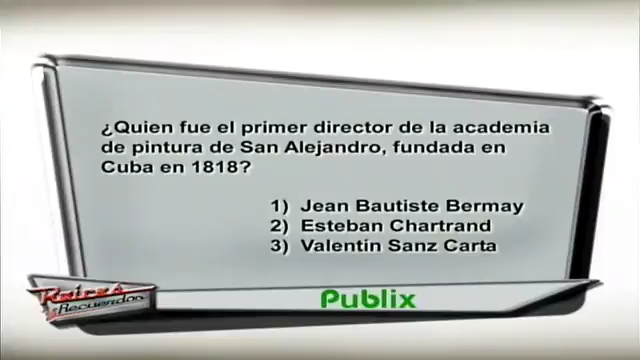 ¿Quien fue el primer director de la academia
de pintura de San Alejandro, fundada en
Cuba en 1818?
1) Jean Bautiste Bermay
2) Esteban Chartrand
3) Valentín Sanz Carta
Raíces
y Recuerdos
Publix